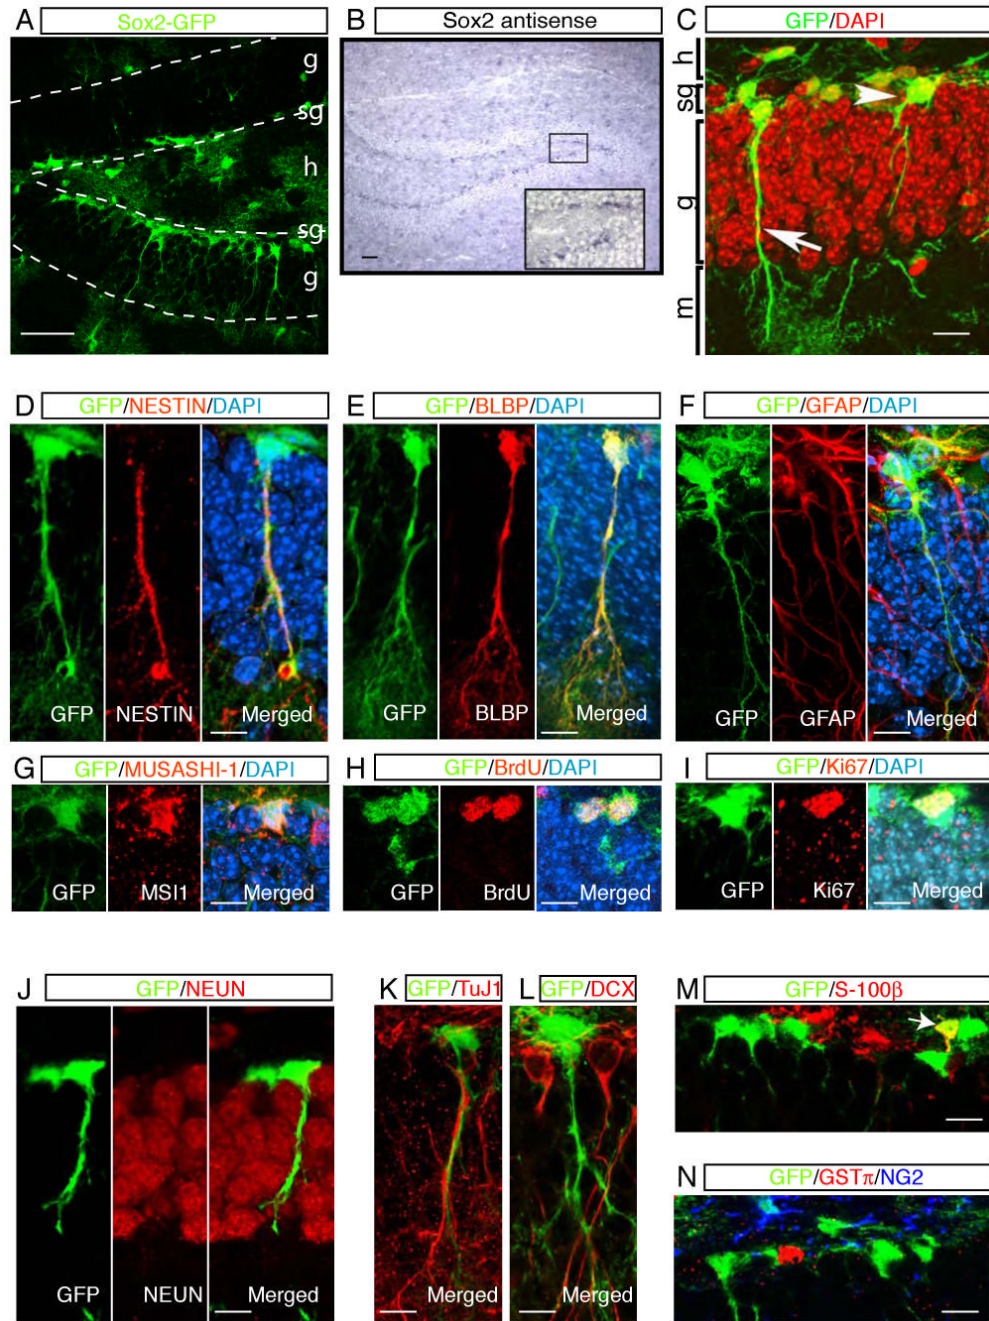 A Sox2-GFP
g
sg
h
sg
g
B Sox2 antisense
C GFP/DAPI
h
sg
g
m
D GFP/NESTIN/DAPI
GFP NESTIN Merged
E GFP/BLBP/DAPI
GFP BLBP Merged
F GFP/GFAP/DAPI
GFP GFAP Merged
G GFP/MUSASHI-1/DAPI
GFP MSI1 Merged
H GFP/BrdU/DAPI
GFP BrdU Merged
I GFP/Ki67/DAPI
GFP Ki67 Merged
J GFP/NEUN
GFP NEUN Merged
K GFP/TuJ1
Merged
L GFP/DCX
Merged
M GFP/S-100β
N GFP/GSTπ/NG2